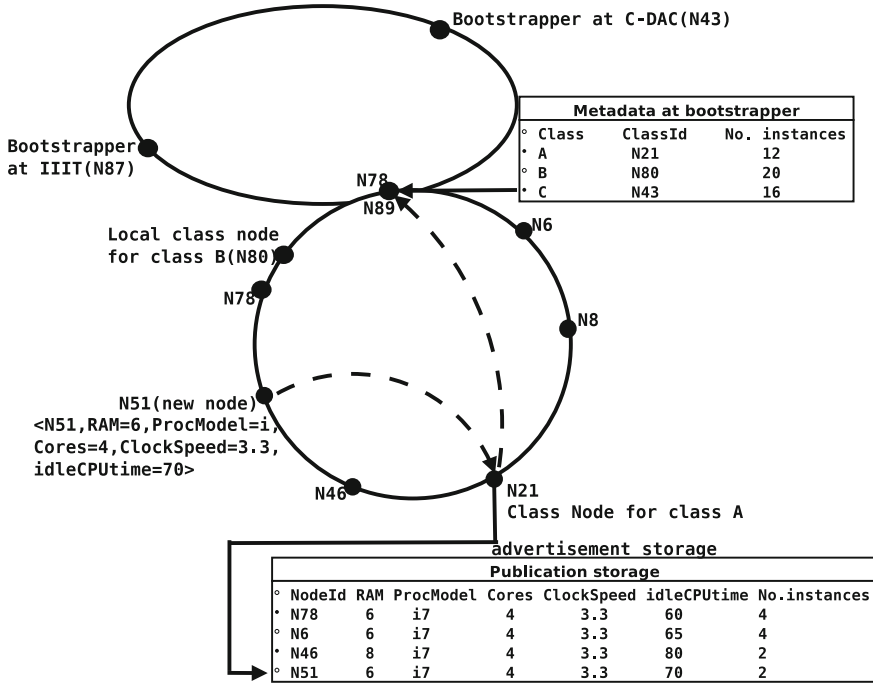 Bootstrapper at C-DAC(N43)
Metadata at bootstrapper
Class ClassId No. instances
A N21 12
B N80 20
C N43 16
Bootstrapper
at IIIT(N87)
N78
N89
N6
Local class node
for class B(N80)
N78
N8
N51(new node)
<N51,RAM=6,ProcModel=i,
Cores=4,ClockSpeed=3.3,
idleCPUtime=70>
N46
N21
Class Node for class A
advertisement storage
Publication storage
NodeId RAM ProcModel Cores ClockSpeed idleCPUtime No.instances
N78 6 i7 4 3.3 60 4
N6 6 i7 4 3.3 65 4
N46 8 i7 4 3.3 80 2
N51 6 i7 4 3.3 70 2